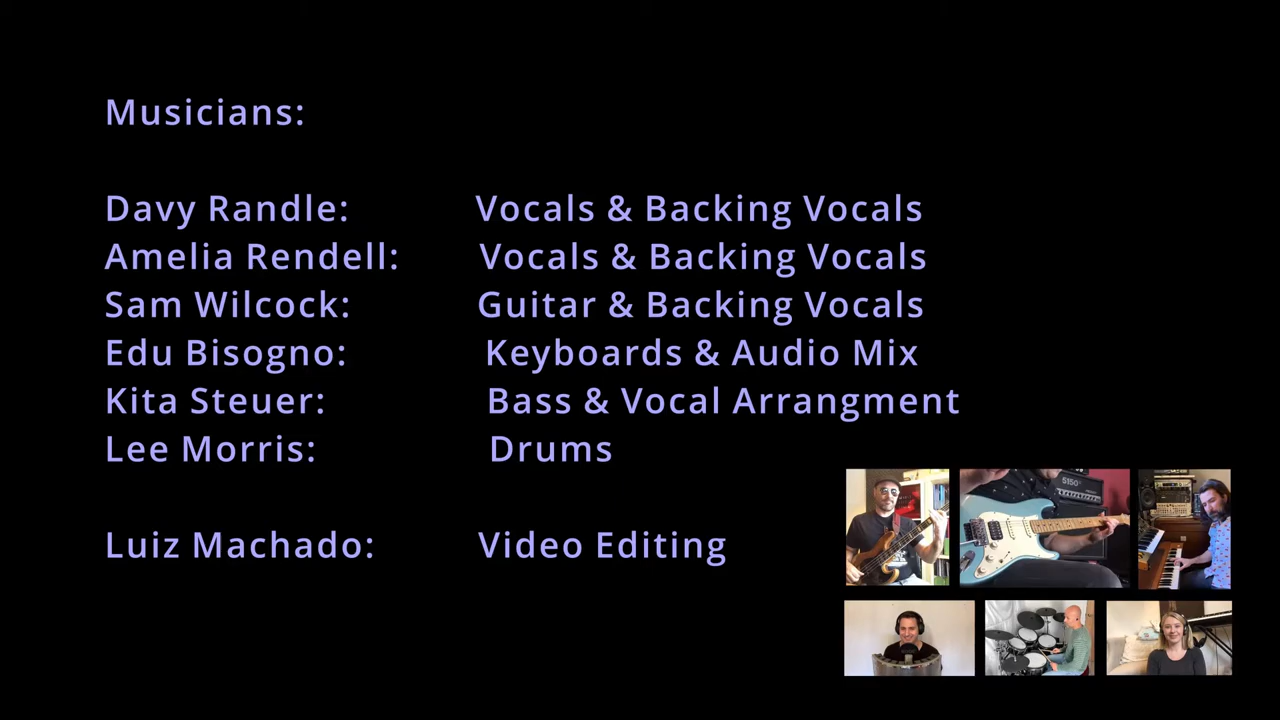 Musicians:
Davy Randle: Vocals & Backing Vocals
Amelia Rendell: Vocals & Backing Vocals
Sam Wilcock: Guitar & Backing Vocals
Edu Bisogno: Keyboards & Audio Mix
Kita Steuer: Bass & Vocal Arrangment
Lee Morris: Drums
Luiz Machado: Video Editing
5150